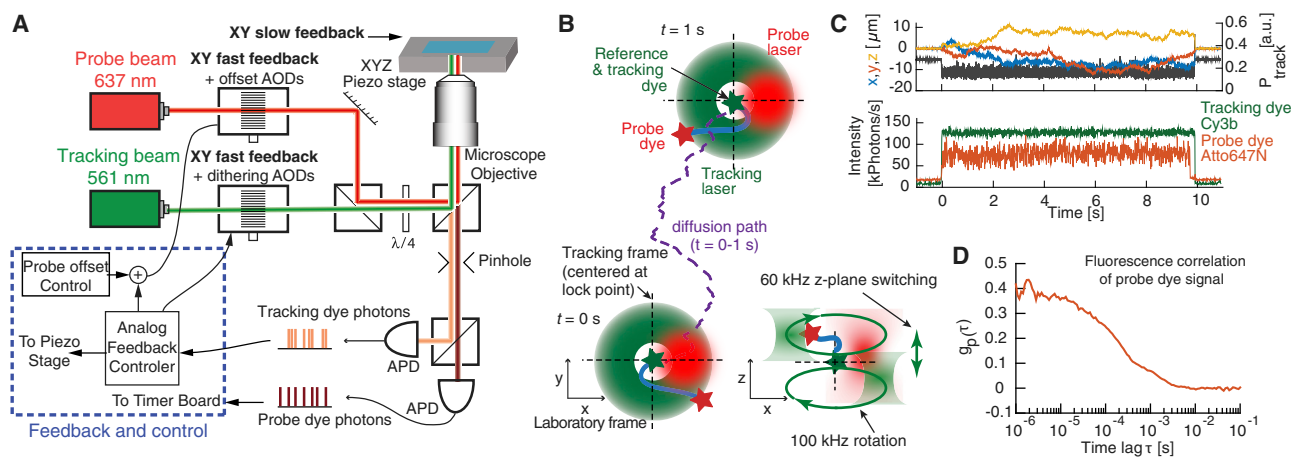 A
XY slow feedback
Probe beam
637 nm
XY fast feedback
+ offset AODs
XYZ
Piezo stage
Tracking beam
561 nm
XY fast feedback
+ dithering AODs
Microscope
Objective
λ/4
Pinhole
Probe offset
Control
+
Analog
Feedback
Controler
To Piezo
Stage
To Timer Board
Feedback and control
Tracking dye photons
APD
APD
Probe dye photons
B
t = 1 s
Probe
laser
Reference
& tracking
dye
Probe
dye
Tracking
laser
diffusion path
(t = 0-1 s)
Tracking frame
(centered at
lock point)
t = 0 s
y
x
Laboratory frame
60 kHz z-plane switching
z
x
100 kHz rotation
C
x,y,z [µm]
10
0
-10
-20
0.6
0.4
0.2
0
P track [a.u.]
Intensity
[kPhotons/s]
150
100
50
0
Tracking dye
Cy3b
Probe dye
Atto647N
0 2 4 6 8 10
Time [s]
D
Fluorescence correlation
of probe dye signal
gp(τ)
0.5
0.4
0.3
0.2
0.1
0
-0.1
10-6 10-5 10-4 10-3 10-2 10-1
Time lag τ [s]